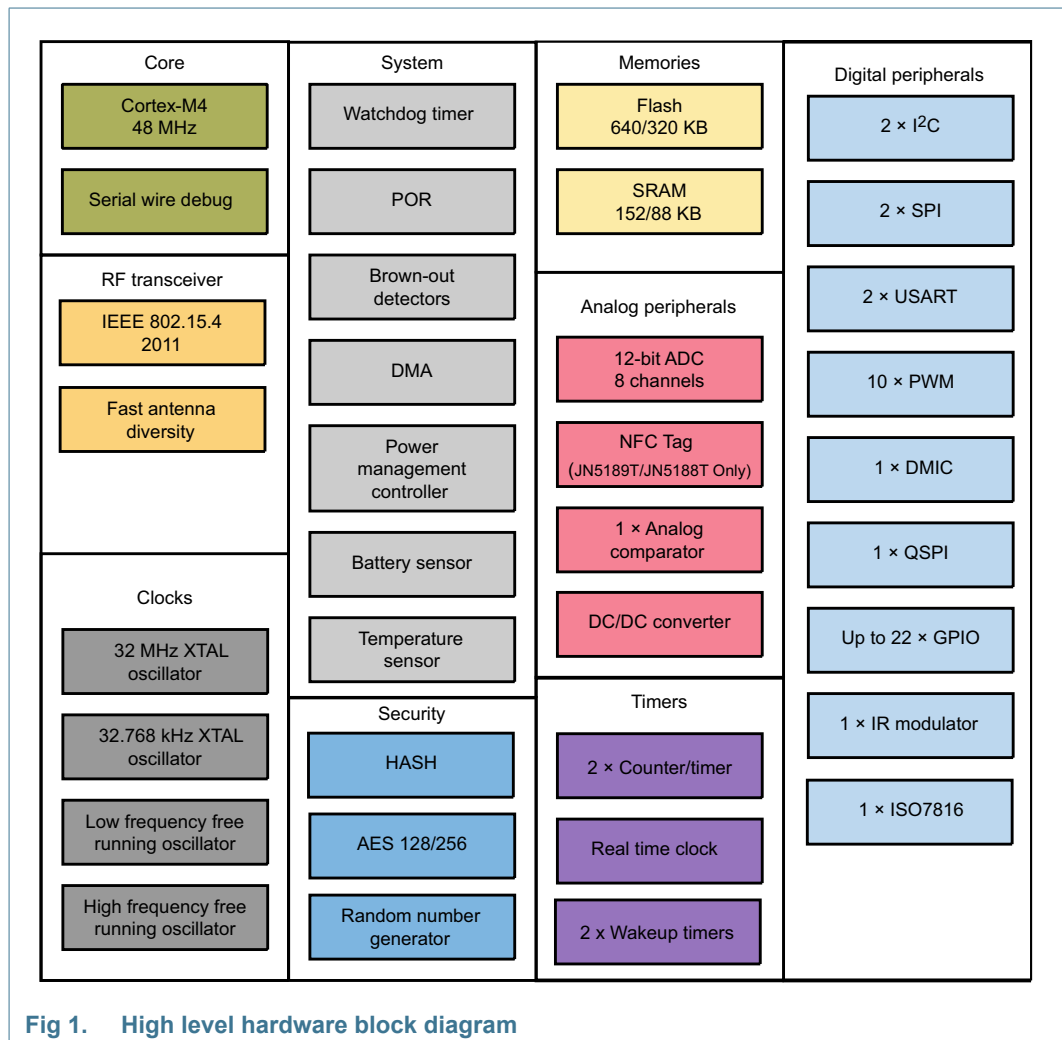 Core
Cortex-M4
48 MHz
Serial wire debug
RF transceiver
IEEE 802.15.4
2011
Fast antenna
diversity
Clocks
32 MHz XTAL
oscillator
32.768 kHz XTAL
oscillator
Low frequency free
running oscillator
High frequency free
running oscillator
System
Watchdog timer
POR
Brown-out
detectors
DMA
Power
management
controller
Battery sensor
Temperature
sensor
Security
HASH
AES 128/256
Random number
generator
Memories
Flash
640/320 KB
SRAM
152/88 KB
Analog peripherals
12-bit ADC
8 channels
NFC Tag
(JN5189T/JN5188T Only)
1 × Analog
comparator
DC/DC converter
Timers
2 × Counter/timer
Real time clock
2 x Wakeup timers
Digital peripherals
2 × I²C
2 × SPI
2 × USART
10 × PWM
1 × DMIC
1 × QSPI
Up to 22 × GPIO
1 × IR modulator
1 × ISO7816
Fig 1. High level hardware block diagram